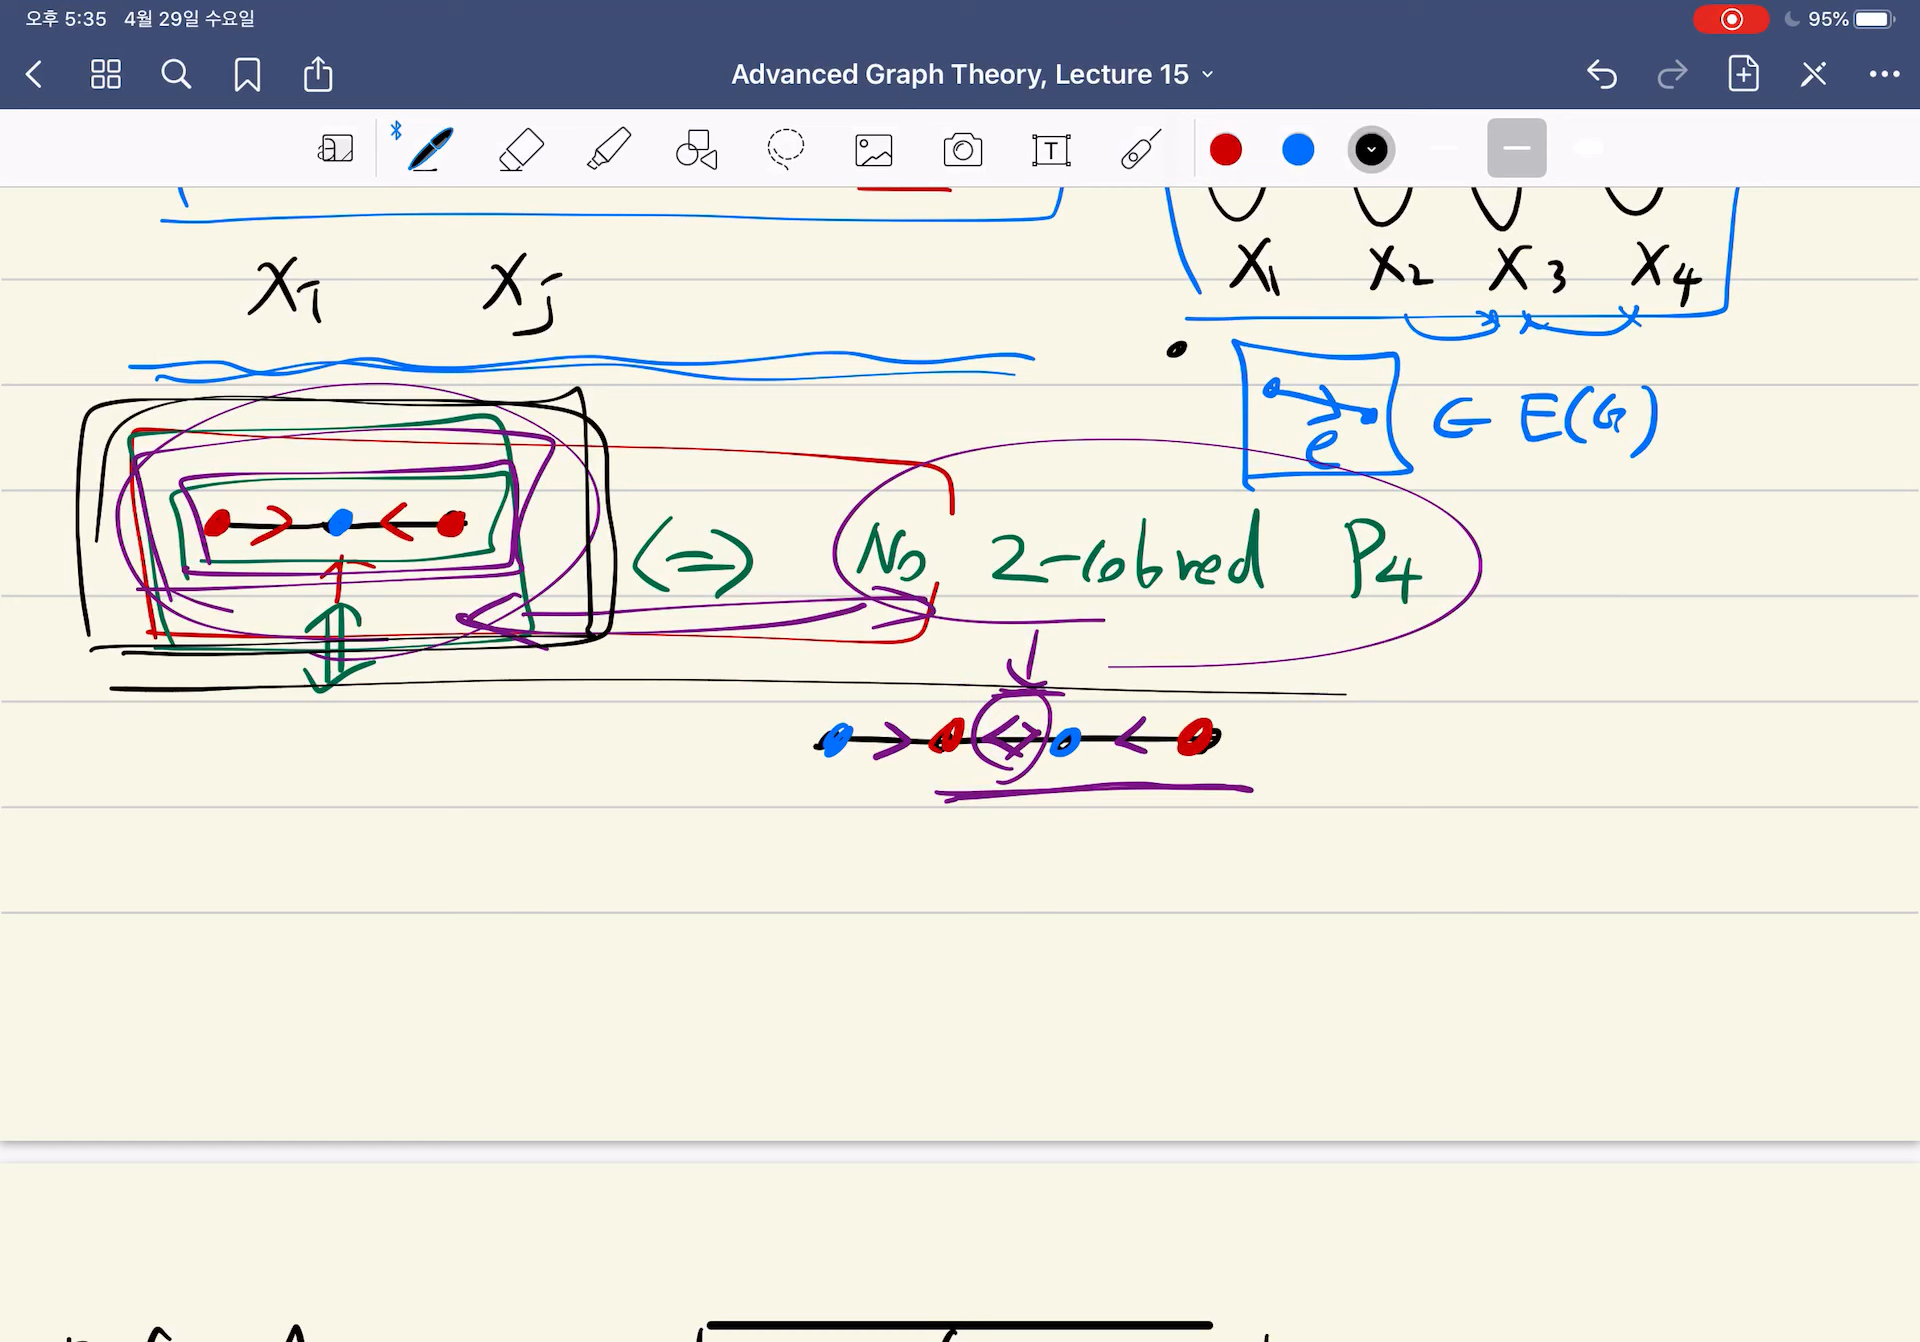 오후 5:35 4월 29일 수요일
95%
Advanced Graph Theory, Lecture 15
T
Xi Xj
X1 X2 X3 X4
e ∈ E(G)
(=) No 2-colored P4